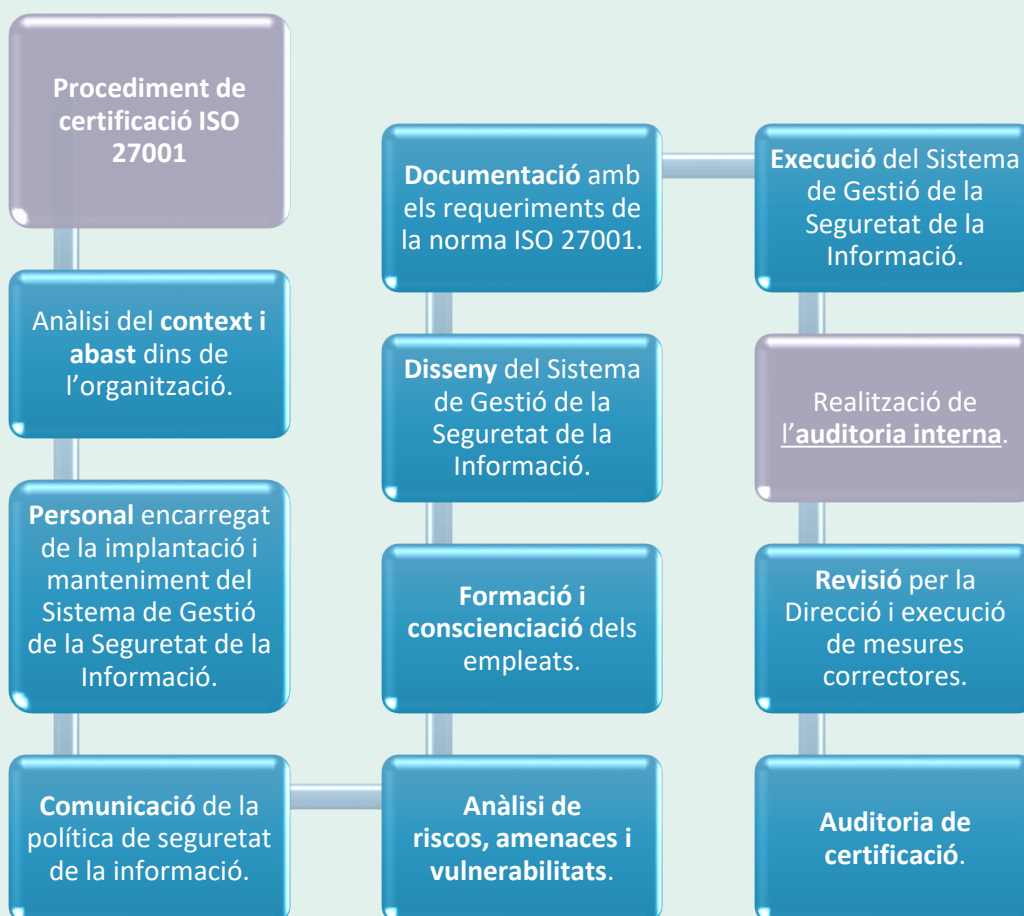 Procediment de
certificació ISO
27001
Anàlisi del context i
abast dins de
l’organització.
Personal encarregat
de la implantació i
manteniment del
Sistema de Gestió
de la Seguretat de la
Informació.
Comunicació de la
política de seguretat
de la informació.
Anàlisi de
riscos, amenaces i
vulnerabilitats.
Formació i
conscienciació dels
empleats.
Disseny del Sistema
de Gestió de la
Seguretat de la
Informació.
Documentació amb
els requeriments de
la norma ISO 27001.
Execució del Sistema
de Gestió de la
Seguretat de la
Informació.
Realització de
l’auditoria interna.
Revisió per la
Direcció i execució
de mesures
correctores.
Auditoria de
certificació.